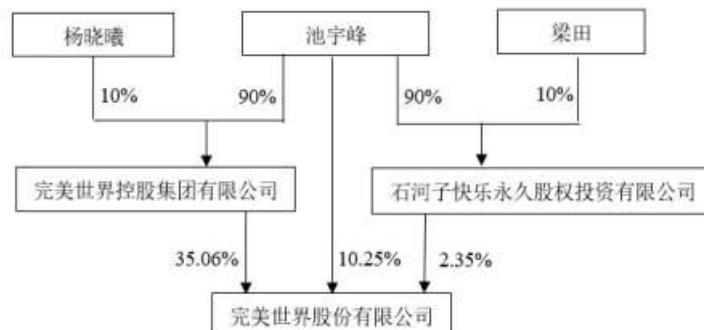 杨晓曦
池宇峰
梁田
10%
90%
90%
10%
完美世界控股集团有限公司
石河子快乐永久股权投资有限公司
35.06%
10.25%
2.35%
完美世界股份有限公司